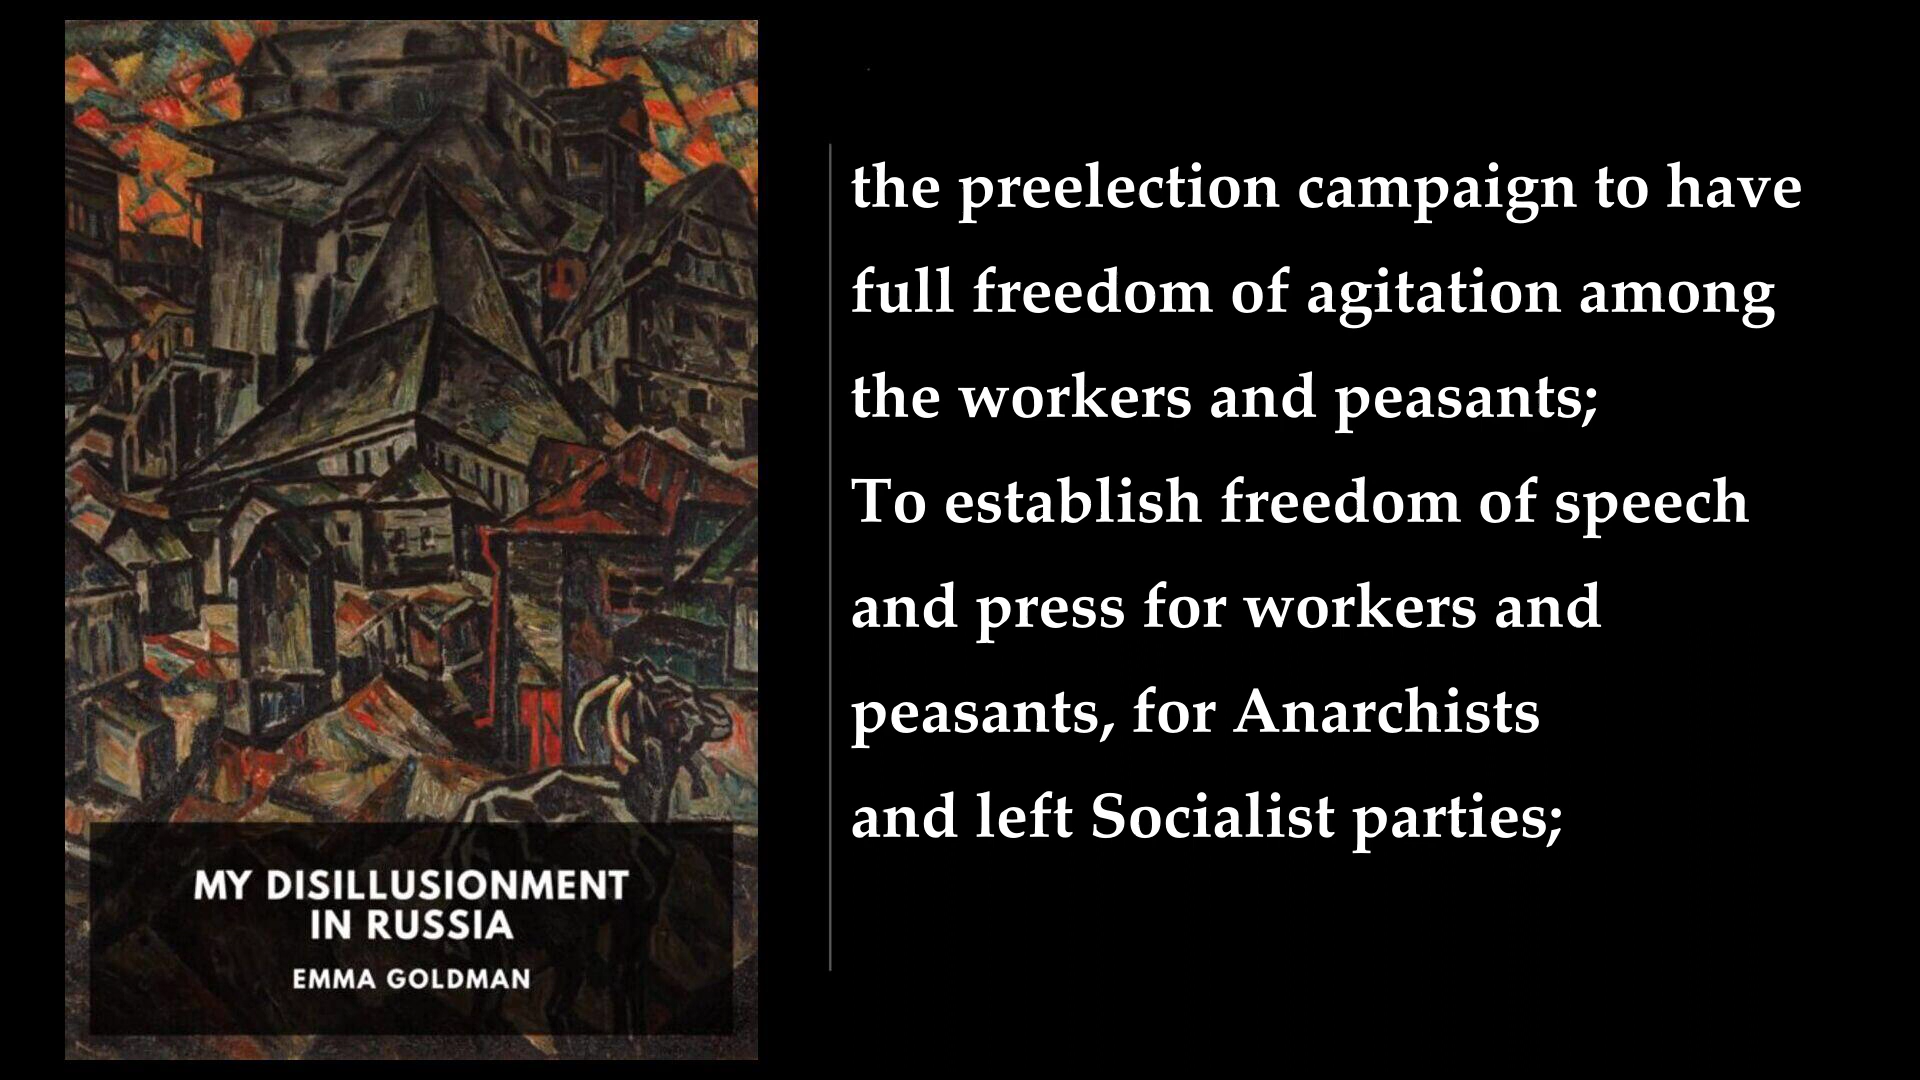 MY DISILLUSIONMENT
IN RUSSIA
EMMA GOLDMAN
the preelection campaign to have
full freedom of agitation among
the workers and peasants;
To establish freedom of speech
and press for workers and
peasants, for Anarchists
and left Socialist parties;